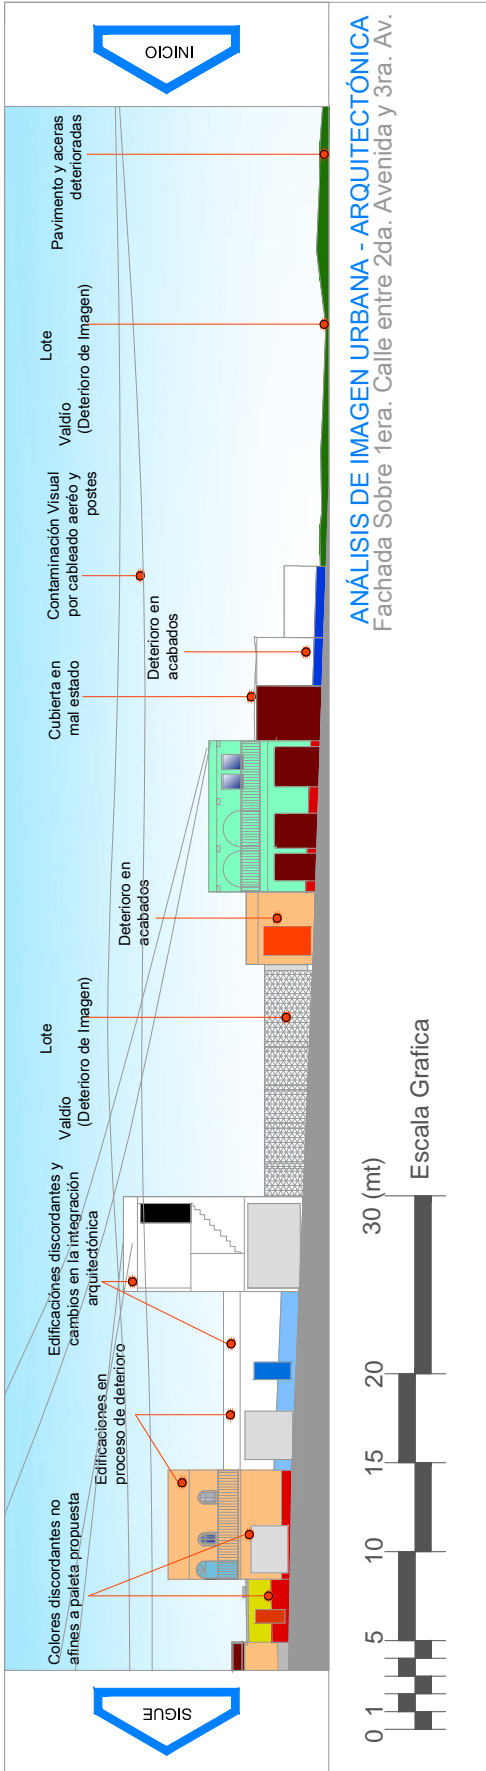 SIGUE
Colores discordantes no
afines a paleta propuesta
Edificaciones en
proceso de deterioro
Edificaciónes discordantes y
cambios en la integración
arquitectónica
Lote
Valdío
(Deterioro de Imagen)
Deterioro en
acabados
Cubierta en
mal estado
Deterioro en
acabados
Contaminación Visual
por cableado aeréo y
postes
Lote
Valdío
(Deterioro de Imagen)
Pavimento y aceras
deterioradas
INICIO
0 1 5 10 15 20 30 (mt)
Escala Grafica
ANÁLISIS DE IMAGEN URBANA - ARQUITECTÓNICA
Fachada Sobre 1era. Calle entre 2da. Avenida y 3ra. Av.